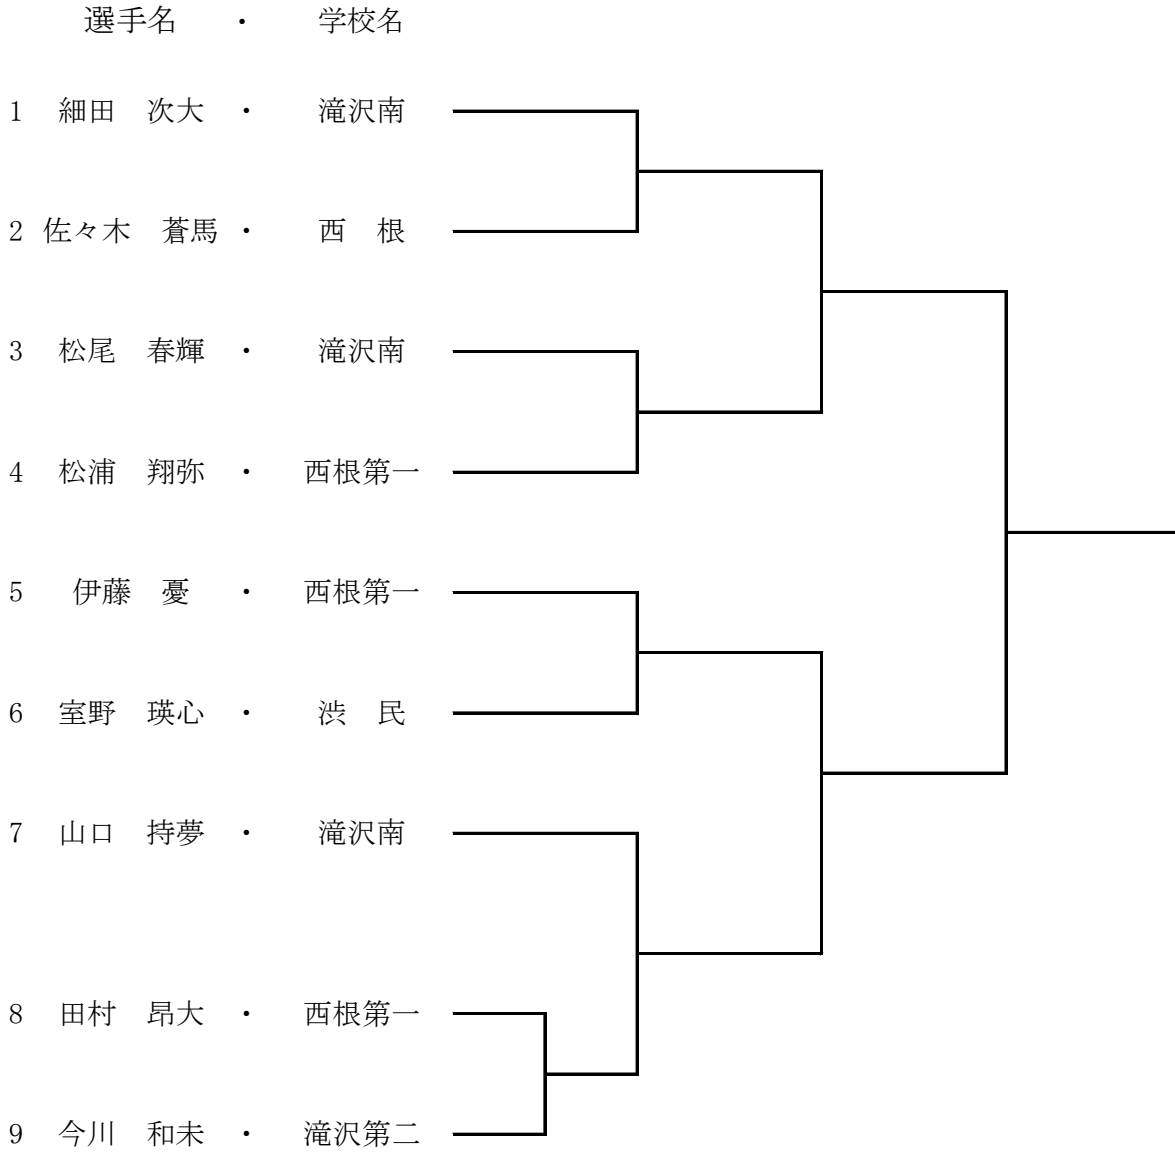 選手名 ・ 学校名
1 細田 次大 ・ 滝沢南
2 佐々木 蒼馬 ・ 西 根
3 松尾 春輝 ・ 滝沢南
4 松浦 翔弥 ・ 西根第一
5 伊藤 憂 ・ 西根第一
6 室野 瑛心 ・ 渋 民
7 山口 持夢 ・ 滝沢南
8 田村 昂大 ・ 西根第一
9 今川 和未 ・ 滝沢第二